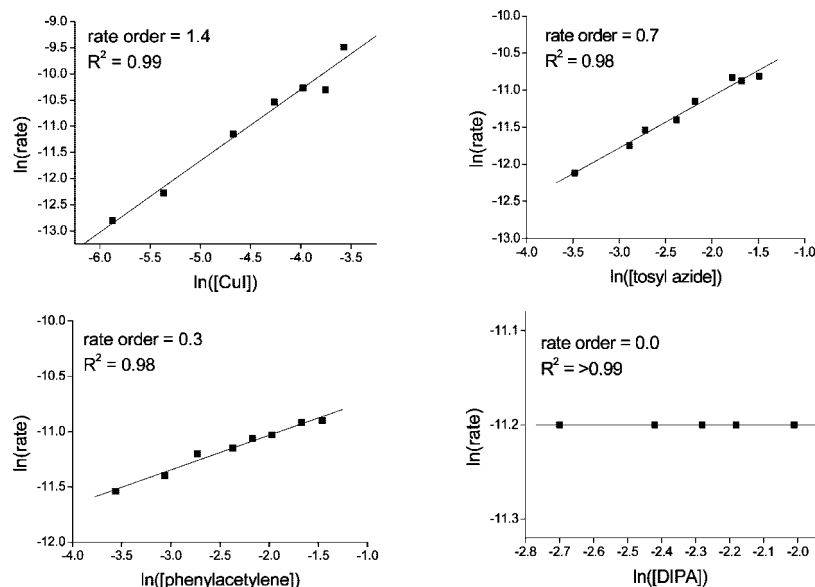 rate order = 1.4
R² = 0.99
ln(rate)
-9.0
-9.5
-10.0
-10.5
-11.0
-11.5
-12.0
-12.5
-13.0
-6.0 -5.5 -5.0 -4.5 -4.0 -3.5
ln([CuI])
rate order = 0.7
R² = 0.98
ln(rate)
-10.0
-10.5
-11.0
-11.5
-12.0
-12.5
-13.0
-4.0 -3.5 -3.0 -2.5 -2.0 -1.5 -1.0
ln([tosyl azide])
rate order = 0.3
R² = 0.98
ln(rate)
-10.0
-10.5
-11.0
-11.5
-12.0
-4.0 -3.5 -3.0 -2.5 -2.0 -1.5 -1.0
ln([phenylacetylene])
rate order = 0.0
R² = >0.99
ln(rate)
-11.1
-11.2
-11.3
-2.8 -2.7 -2.6 -2.5 -2.4 -2.3 -2.2 -2.1 -2.0
ln([DIPA])